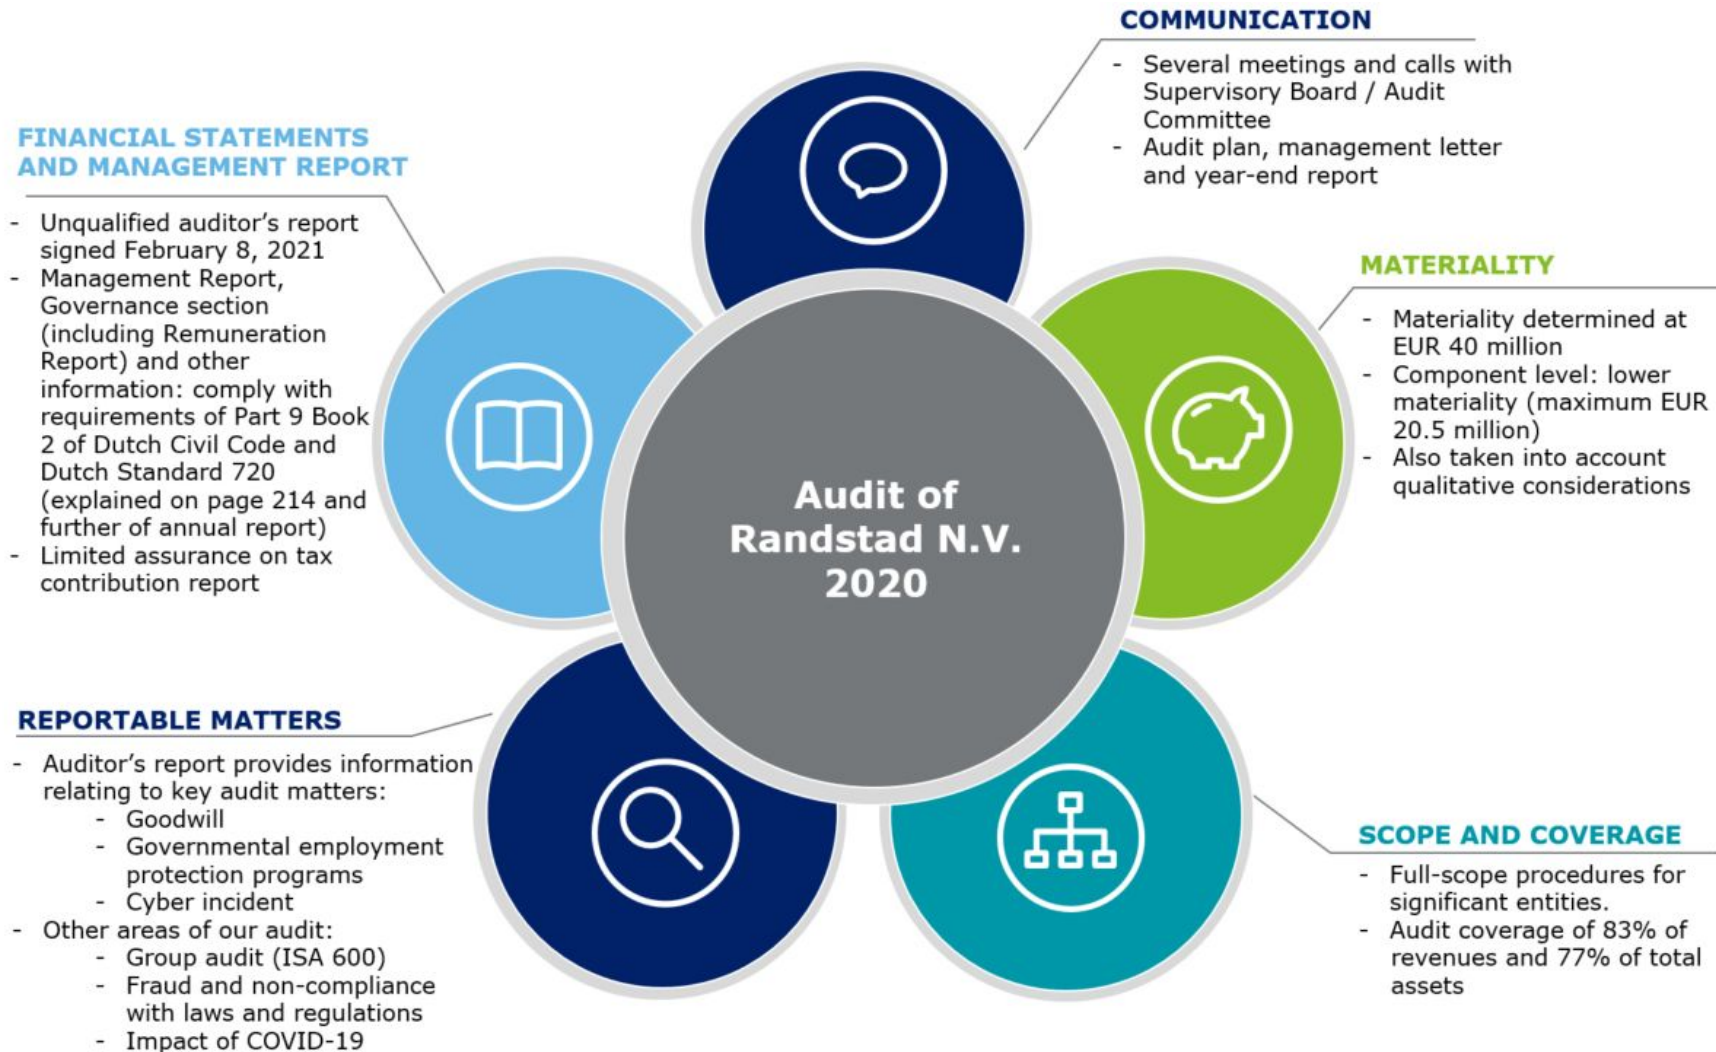 COMMUNICATION
- Several meetings and calls with
Supervisory Board / Audit
Committee
- Audit plan, management letter
and year-end report
FINANCIAL STATEMENTS
AND MANAGEMENT REPORT
- Unqualified auditor’s report
signed February 8, 2021
- Management Report,
Governance section
(including Remuneration
Report) and other
information: comply with
requirements of Part 9 Book
2 of Dutch Civil Code and
Dutch Standard 720
(explained on page 214 and
further of annual report)
- Limited assurance on tax
contribution report
MATERIALITY
- Materiality determined at
EUR 40 million
- Component level: lower
materiality (maximum EUR
20.5 million)
- Also taken into account
qualitative considerations
Audit of
Randstad N.V.
2020
REPORTABLE MATTERS
- Auditor’s report provides information
relating to key audit matters:
- Goodwill
- Governmental employment
protection programs
- Cyber incident
- Other areas of our audit:
- Group audit (ISA 600)
- Fraud and non-compliance
with laws and regulations
- Impact of COVID-19
SCOPE AND COVERAGE
- Full-scope procedures for
significant entities.
- Audit coverage of 83% of
revenues and 77% of total
assets